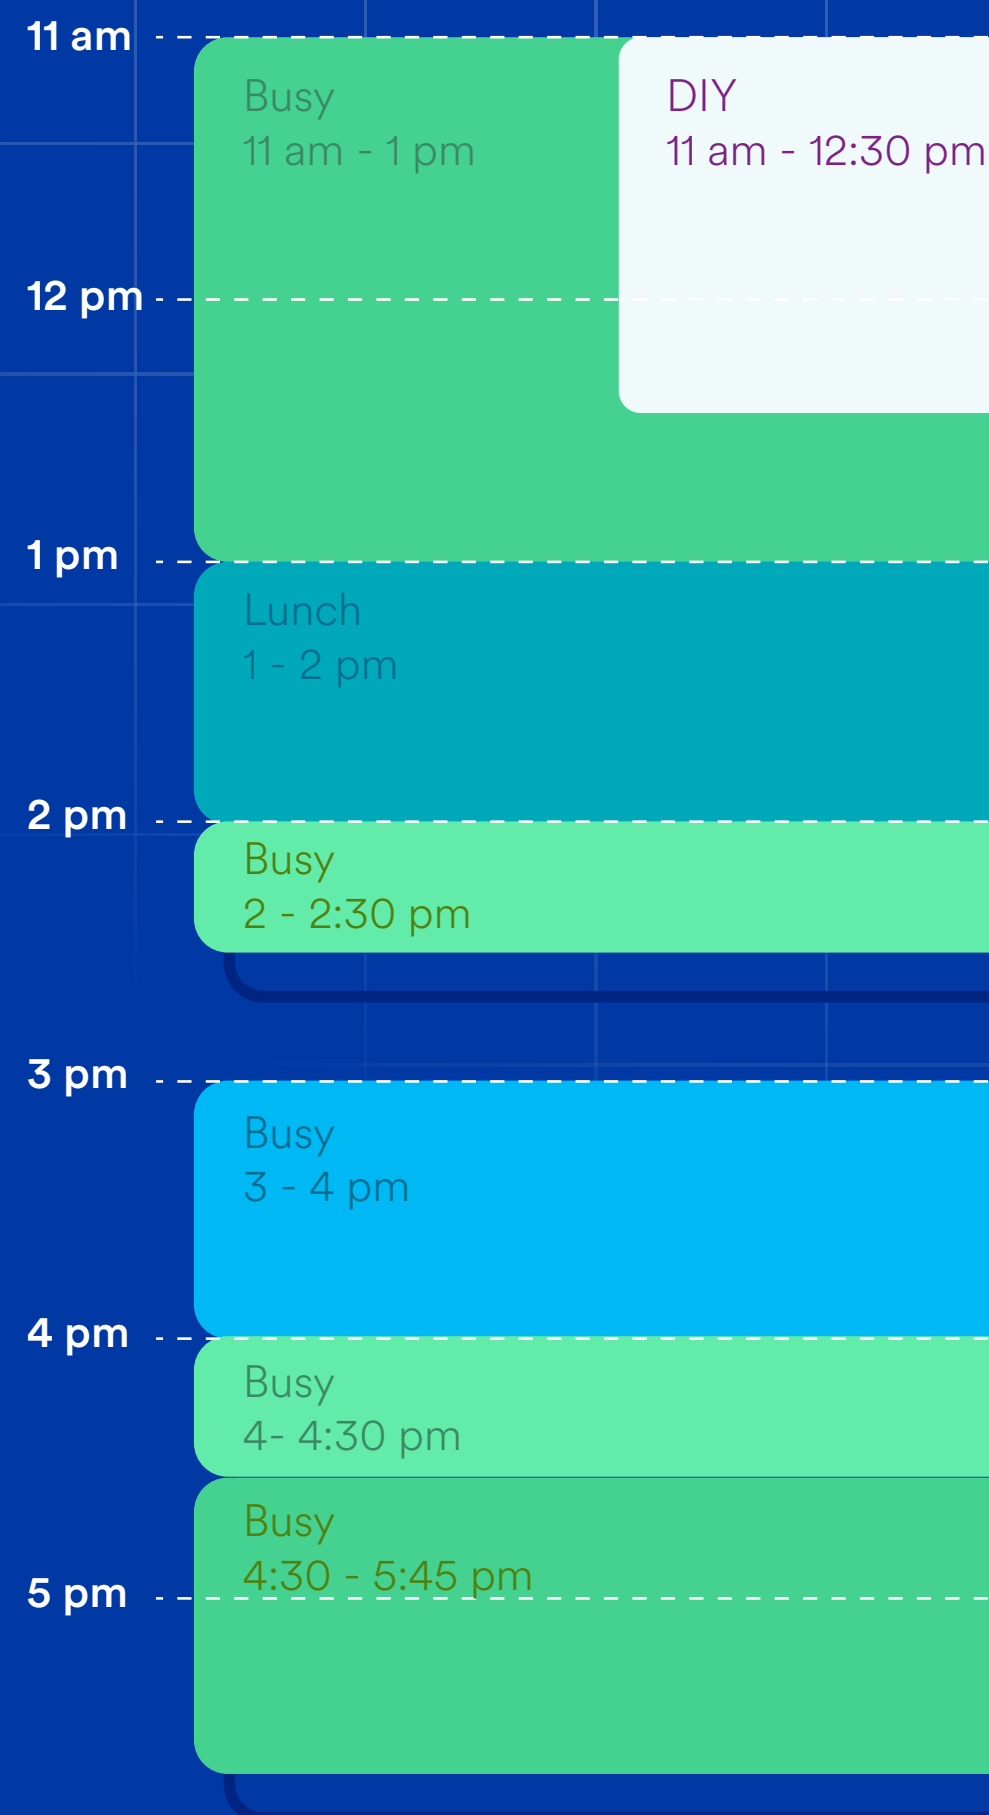 11 am
Busy
11 am - 1 pm
DIY
11 am - 12:30 pm
12 pm
1 pm
Lunch
1 - 2 pm
2 pm
Busy
2 - 2:30 pm
3 pm
Busy
3 - 4 pm
4 pm
Busy
4- 4:30 pm
Busy
4:30 - 5:45 pm
5 pm